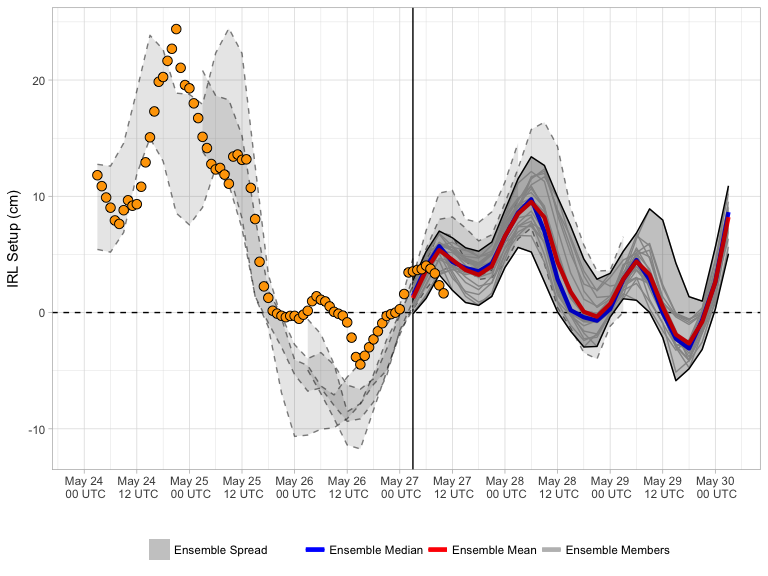 IRL Setup (cm)
20
10
0
-10
May 24 May 24 May 25 May 25 May 26 May 26 May 27 May 27 May 28 May 28 May 29 May 29 May 30
00 UTC 12 UTC 00 UTC 12 UTC 00 UTC 12 UTC 00 UTC 12 UTC 00 UTC 12 UTC 00 UTC 12 UTC 00 UTC
Ensemble Spread Ensemble Median Ensemble Mean Ensemble Members